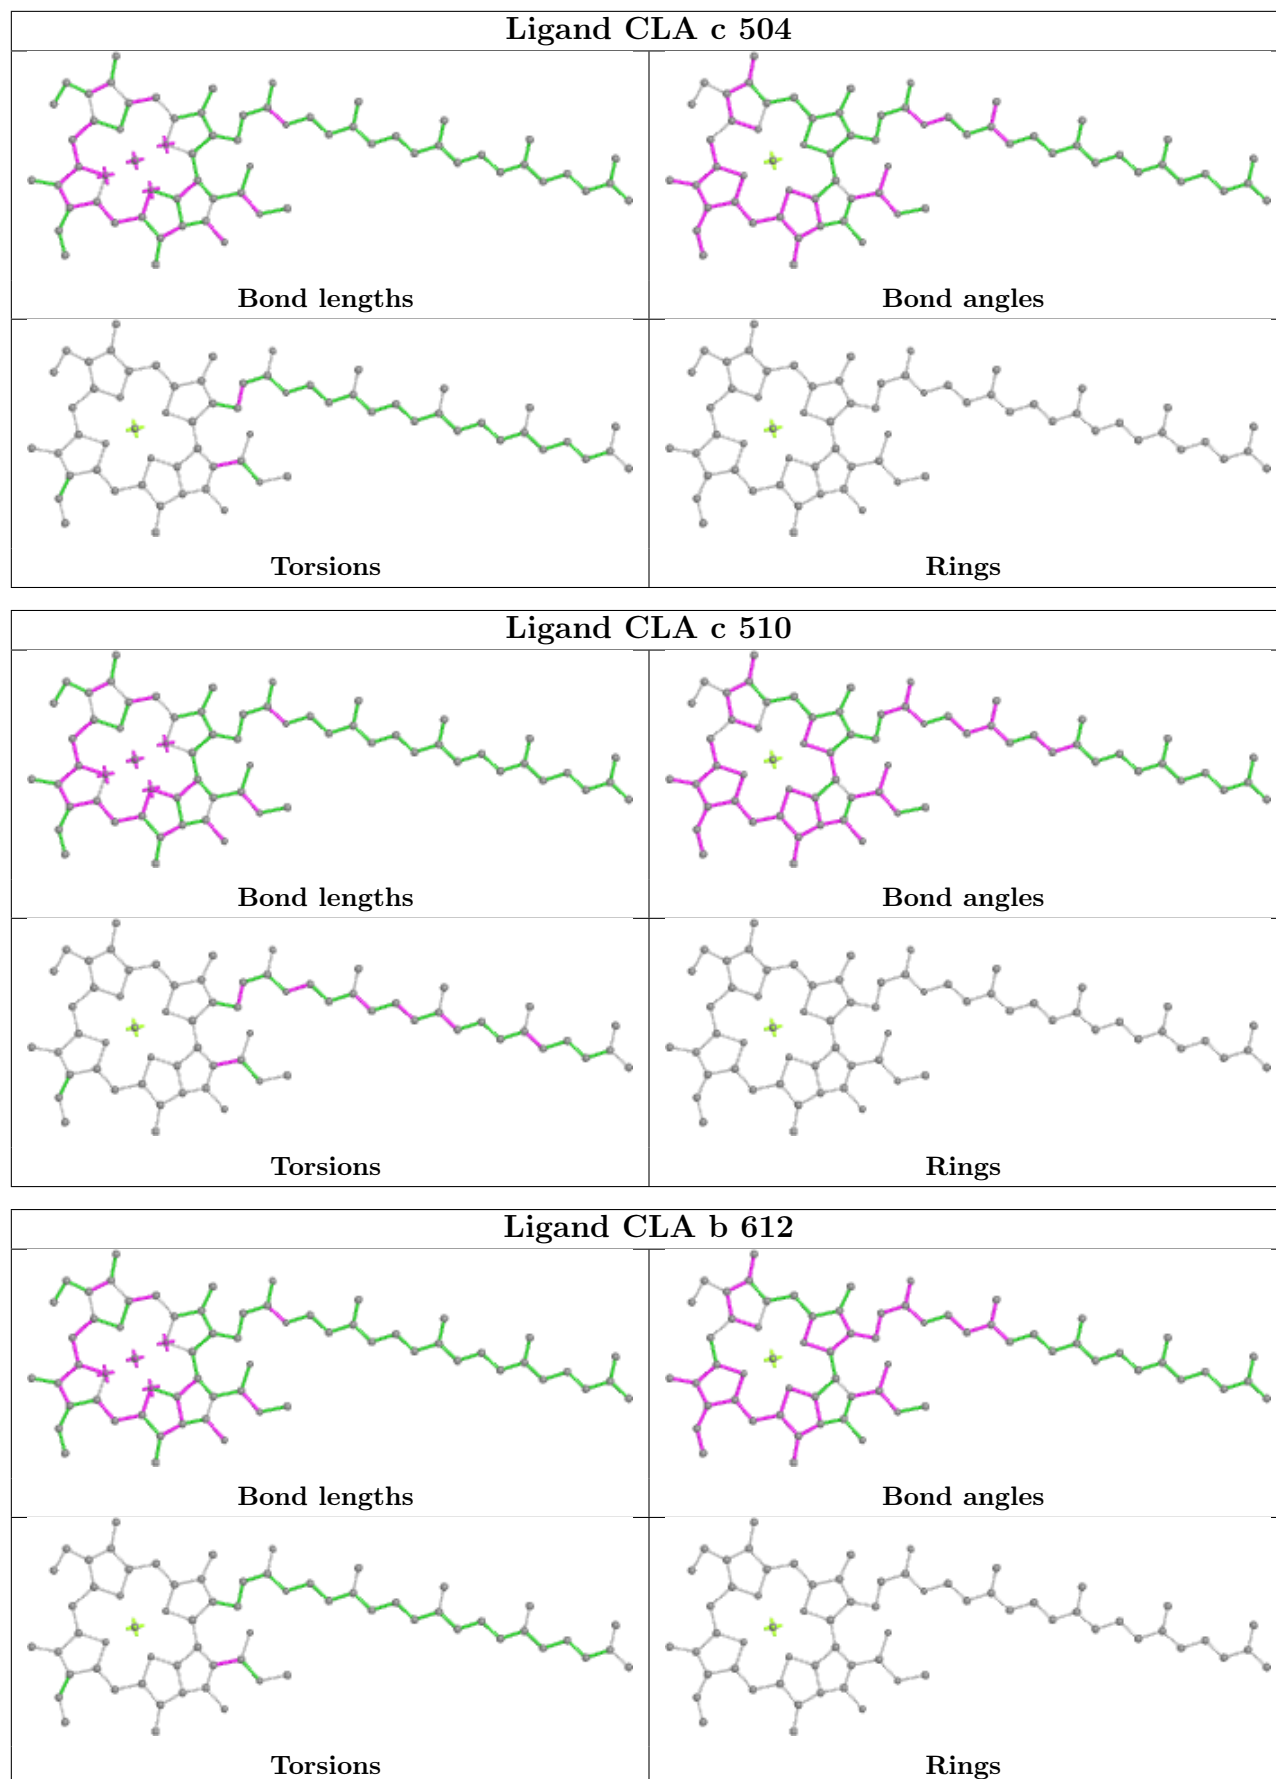 Ligand CLA c 504
Bond lengths
Bond angles
Torsions
Rings
Ligand CLA c 510
Bond lengths
Bond angles
Torsions
Rings
Ligand CLA b 612
Bond lengths
Bond angles
Torsions
Rings